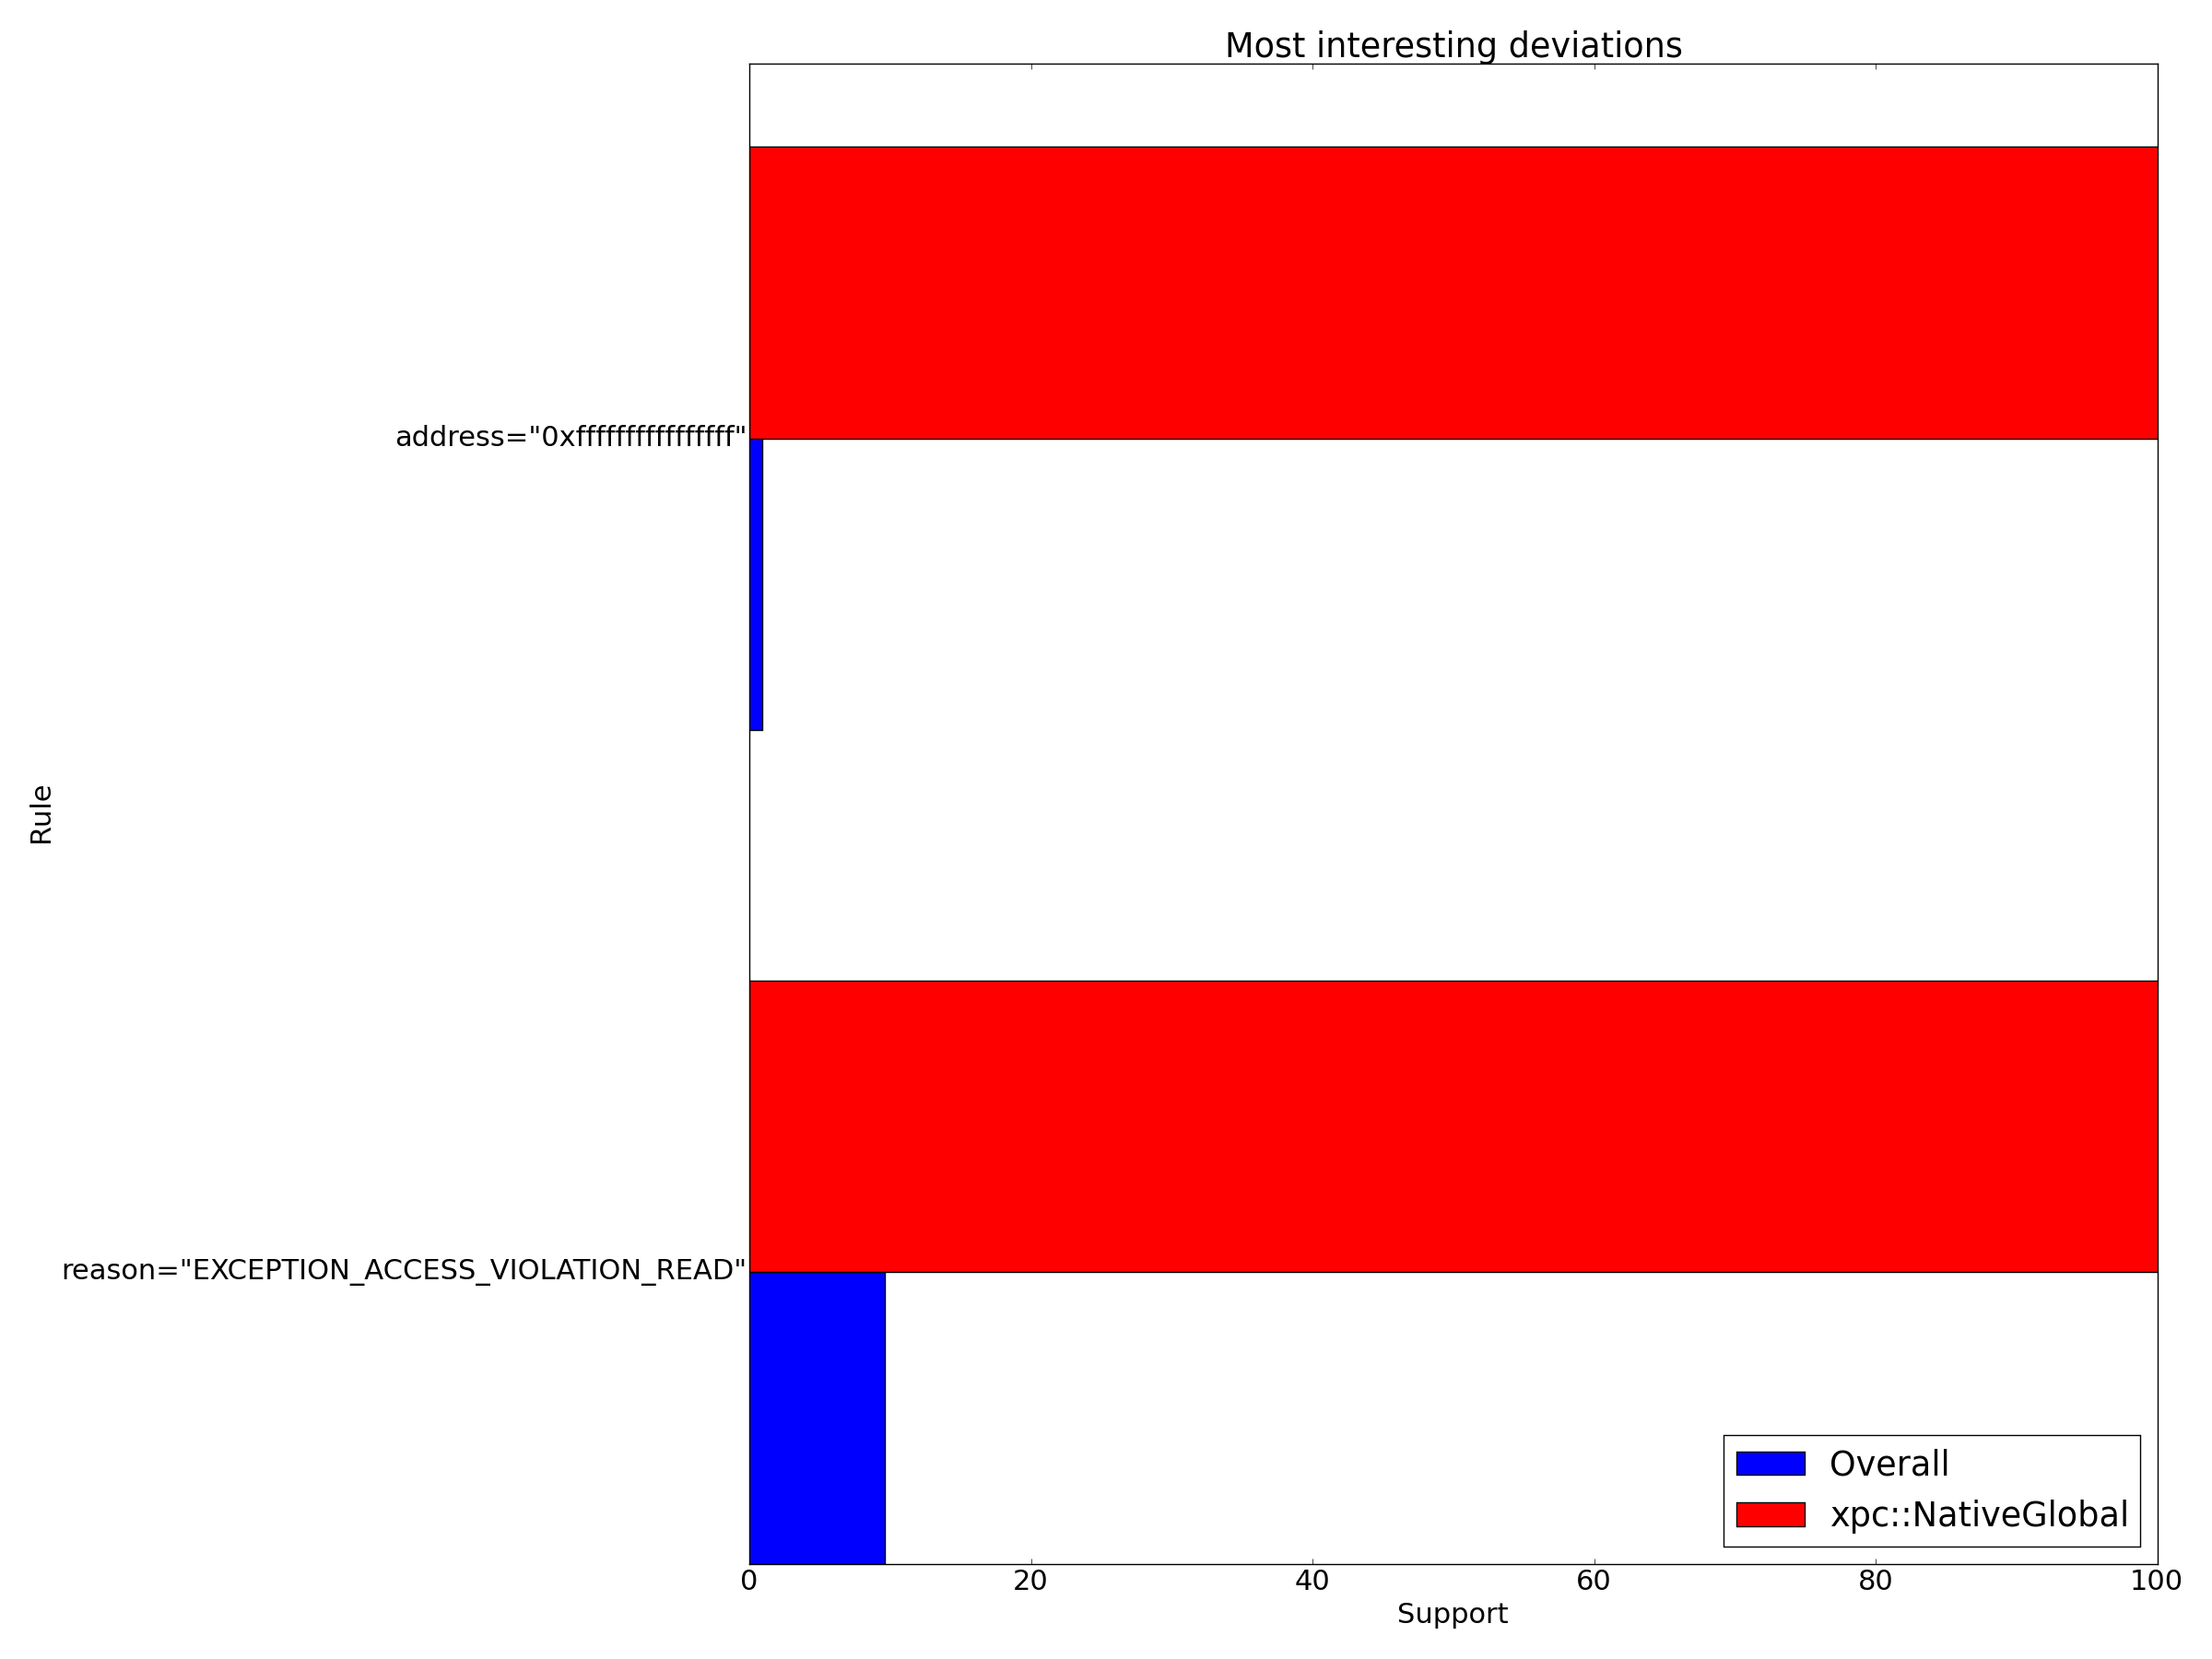 Most interesting deviations
address="0xffffffffffffffff"
Rule
reason="EXCEPTION_ACCESS_VIOLATION_READ"
Overall
xpc::NativeGlobal
0 20 40 60 80 100
Support